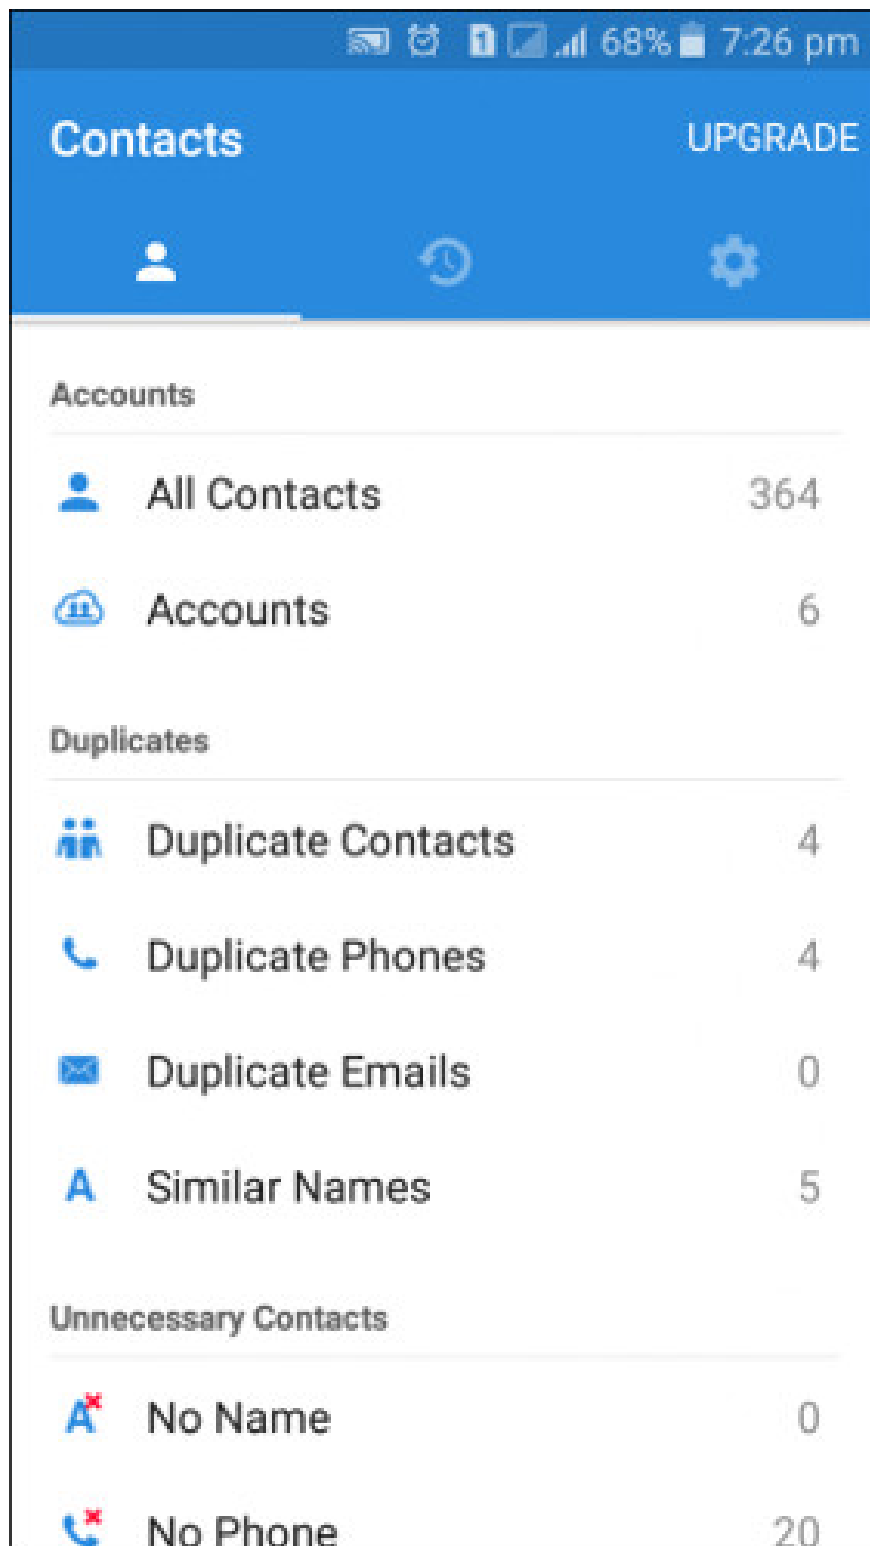 1 68% 7:26 pm
Contacts UPGRADE
Accounts
All Contacts 364
Accounts 6
Duplicates
Duplicate Contacts 4
Duplicate Phones 4
Duplicate Emails 0
A Similar Names 5
Unnecessary Contacts
A No Name 0
No Phone 20